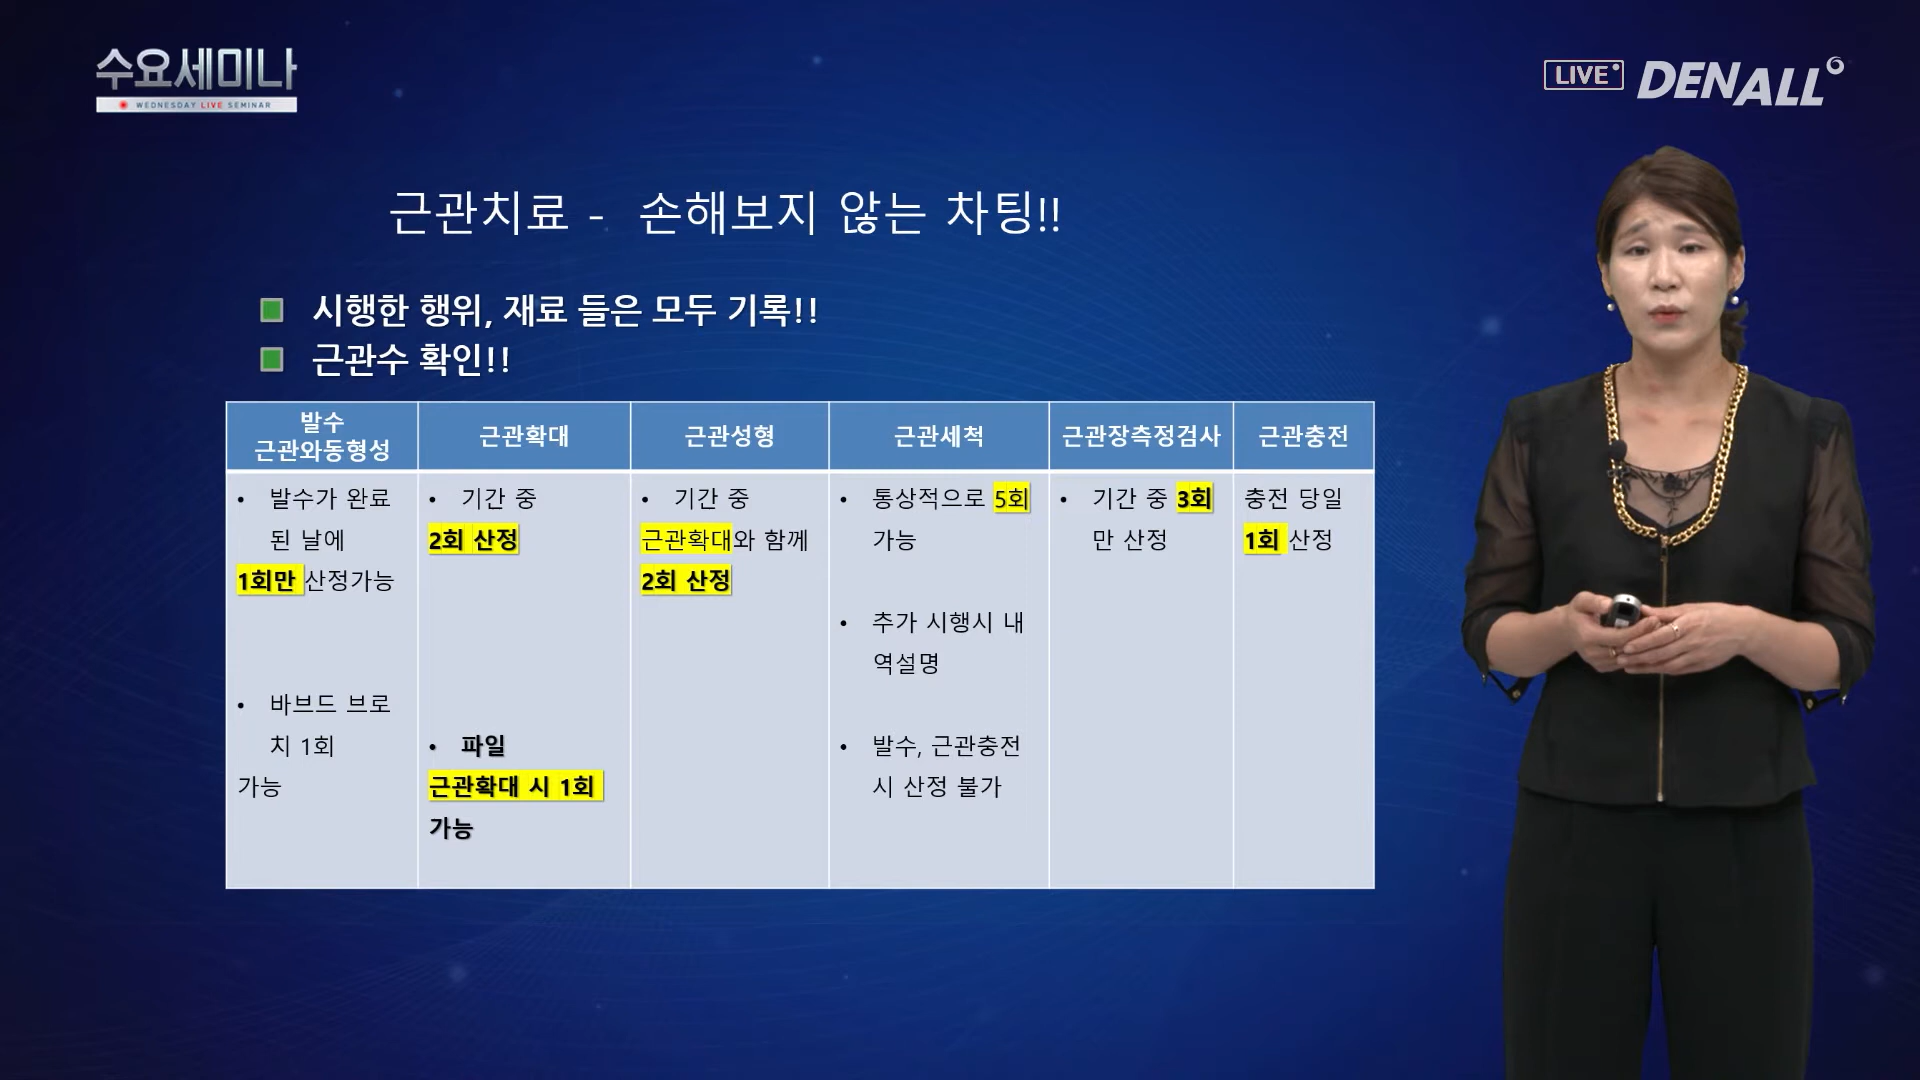 수요세미나
WEDNESDAY LIVE SEMINAR
LIVE
DENALL
근관치료 - 손해보지 않는 차팅!!
시행한 행위, 재료 들은 모두 기록!!
근관수 확인!!
발수
근관와동형성
근관확대
근관성형
근관세척
근관장측정검사
근관충전
• 발수가 완료
된 날에
1회만 산정가능
• 바브드 브로
치 1회
가능
• 기간 중
2회 산정
• 파일
근관확대 시 1회
가능
• 기간 중
근관확대와 함께
2회 산정
• 통상적으로 5회
가능
• 추가 시행시 내
역설명
• 발수, 근관충전
시 산정 불가
• 기간 중 3회
만 산정
충전 당일
1회 산정